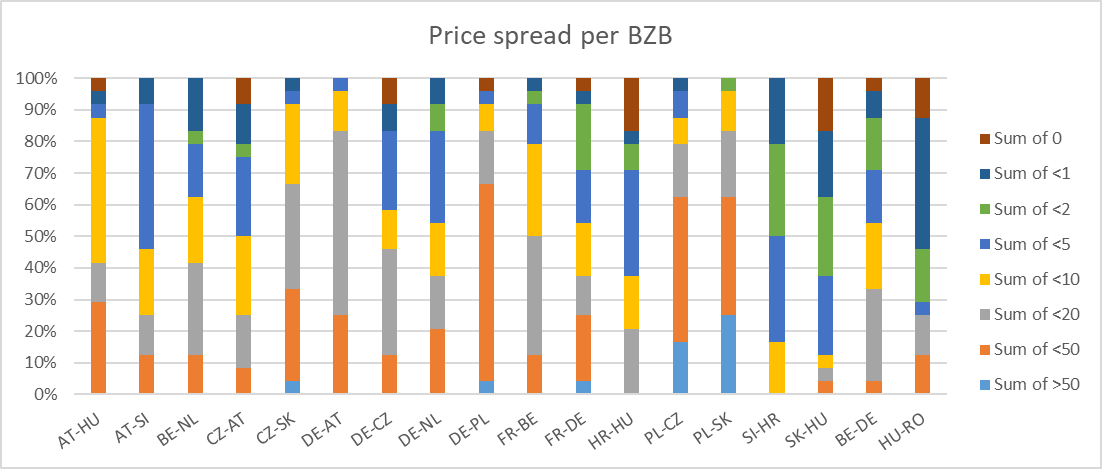 Price spread per BZB
100%
90%
80%
70%
60%
50%
40%
30%
20%
10%
0%
AT-HU
AT-SI
BE-NL
CZ-AT
CZ-SK
DE-AT
DE-CZ
DE-NL
DE-PL
FR-BE
FR-DE
HR-HU
PL-CZ
PL-SK
SI-HR
SK-HU
BE-DE
HU-RO
Sum of 0
Sum of <1
Sum of <2
Sum of <5
Sum of <10
Sum of <20
Sum of <50
Sum of >50